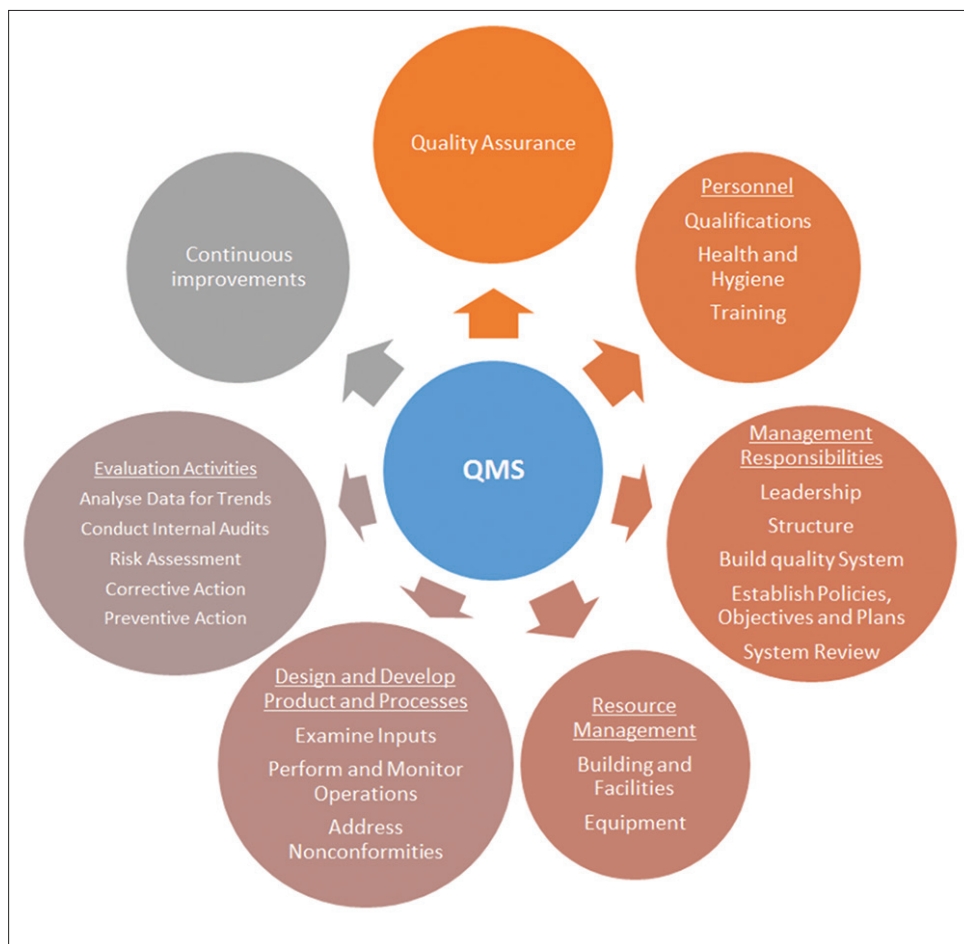 Quality Assurance
Personnel
Qualifications
Health and
Hygiene
Training
Management
Responsibilities
Leadership
Structure
Build quality System
Establish Policies,
Objectives and Plans
System Review
Resource
Management
Building and
Facilities
Equipment
Design and Develop
Product and Processes
Examine Inputs
Perform and Monitor
Operations
Address
Nonconformities
Evaluation Activities
Analyse Data for Trends
Conduct Internal Audits
Risk Assessment
Corrective Action
Preventive Action
Continuous
improvements
QMS